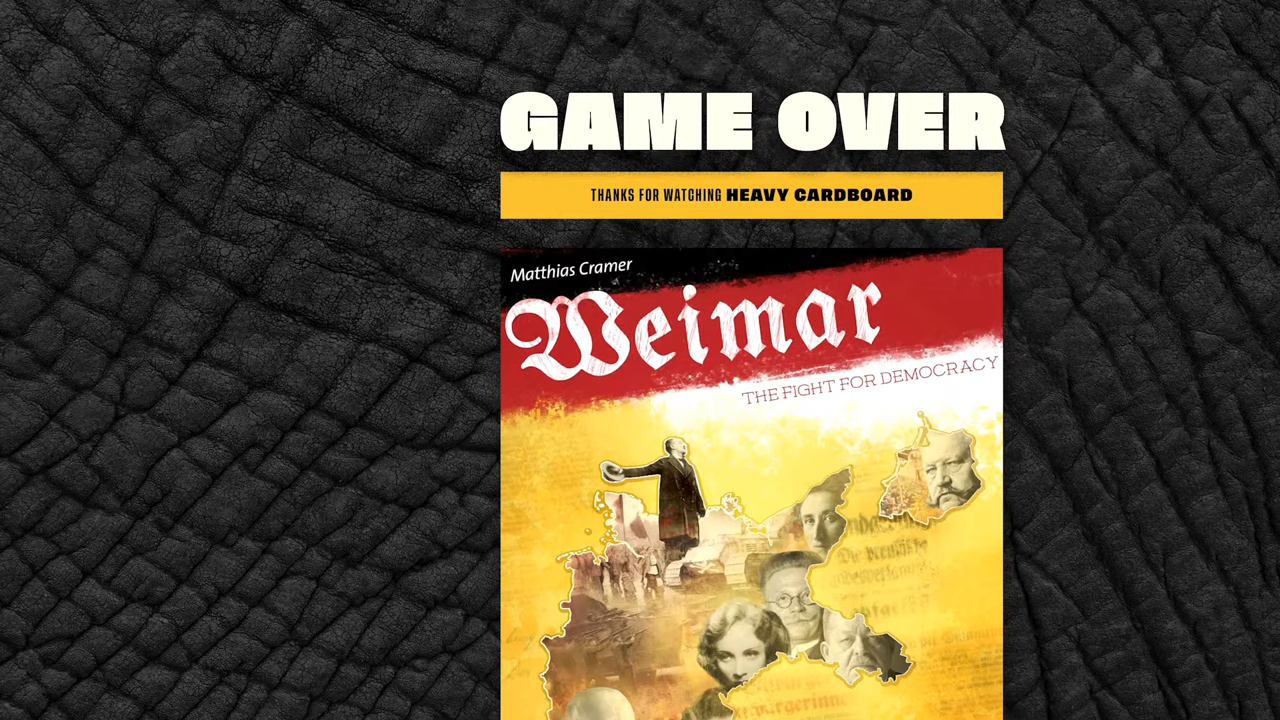 GAME OVER
THANKS FOR WATCHING HEAVY CARDBOARD
Matthias Cramer
Weimar
THE FIGHT FOR DEMOCRACY